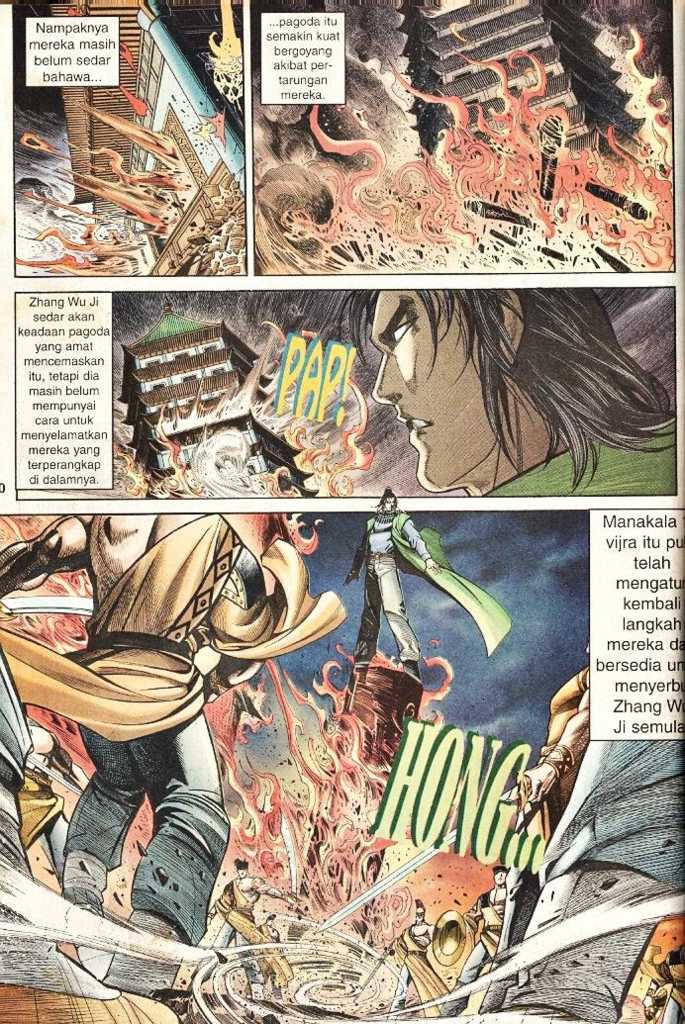 Nampaknya
mereka masih
belum sedar
bahawa...
...pagoda itu
semakin kuat
bergoyang
akibat per-
tarungan
mereka.
Zhang Wu Ji
sedar akan
keadaan pagoda
yang amat
mencemaskan
itu, tetapi dia
masih belum
mempunyai
cara untuk
menyelamatkan
mereka yang
terperangkap
di dalamnya.
PAP!
Manakala
vijra itu
telah
kembali
langkah
mereka
bersedia
menyerbu
Zhang
Ji semula
HONG...